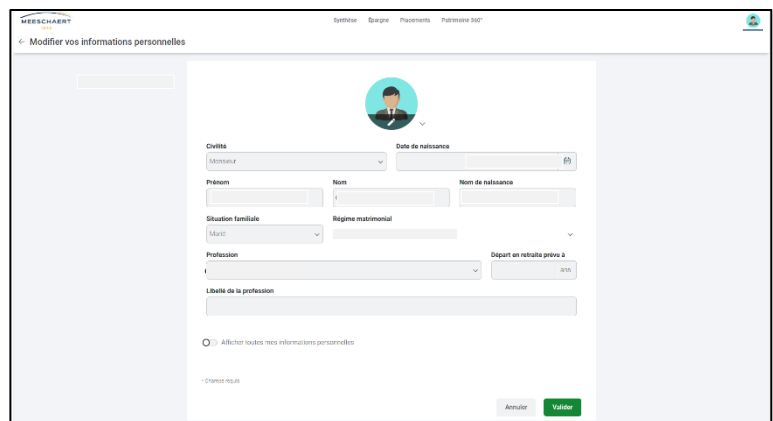 MEESCHAERT
Synthèse Épargne Placements Patrimoine 360°
← Modifier vos informations personnelles
Civilité Date de naissance
Monsieur
Prénom Nom Nom de naissance
Situation familiale Régime matrimonial
Marié
Profession Départ en retraite prévu à
ans
Libellé de la profession
Afficher toutes mes informations personnelles
* Champs requis
Annuler Valider